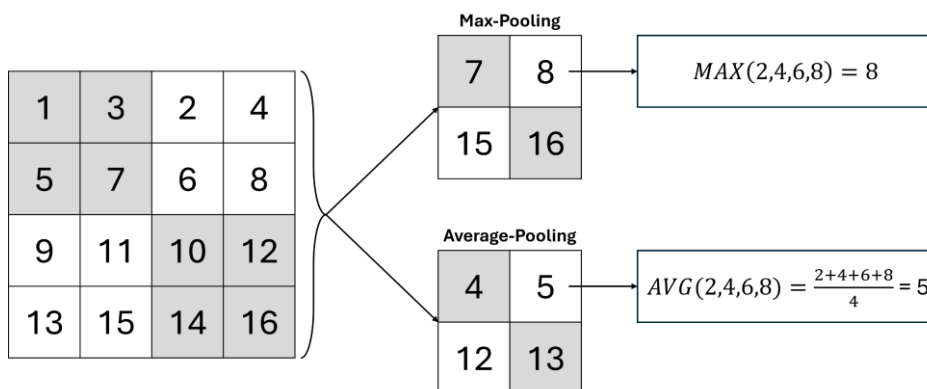 Max-Pooling
7 8
15 16
MAX(2,4,6,8) = 8
1 3 2 4
5 7 6 8
9 11 10 12
13 15 14 16
Average-Pooling
4 5
12 13
AVG(2,4,6,8) = \frac{2+4+6+8}{4} = 5